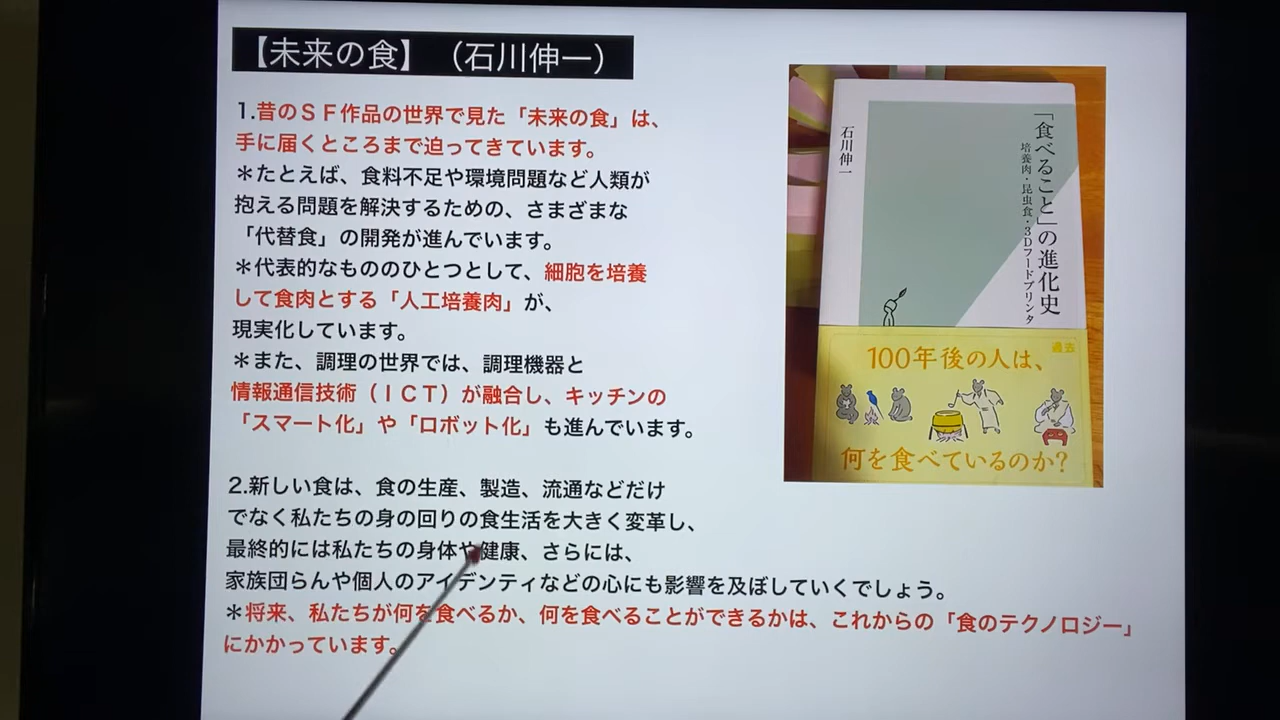 【未来の食】（石川伸一）
1.昔のＳＦ作品の世界で見た「未来の食」は、
手に届くところまで迫ってきています。
＊たとえば、食料不足や環境問題など人類が
抱える問題を解決するための、さまざまな
「代替食」の開発が進んでいます。
＊代表的なもののひとつとして、細胞を培養
して食肉とする「人工培養肉」が、
現実化しています。
＊また、調理の世界では、調理機器と
情報通信技術（ＩＣＴ）が融合し、キッチンの
「スマート化」や「ロボット化」も進んでいます。
2.新しい食は、食の生産、製造、流通などだけ
でなく私たちの身の回りの食生活を大きく変革し、
最終的には私たちの身体や健康、さらには、
家族団らんや個人のアイデンティなどの心にも影響を及ぼしていくでしょう。
＊将来、私たちが何を食べるか、何を食べることができるかは、これからの「食のテクノロジー」
にかかっています。
「食べること」の進化史
培養肉・昆虫食・3Dフードプリンタ
石川伸一
過去
100年後の人は、
何を食べているのか?